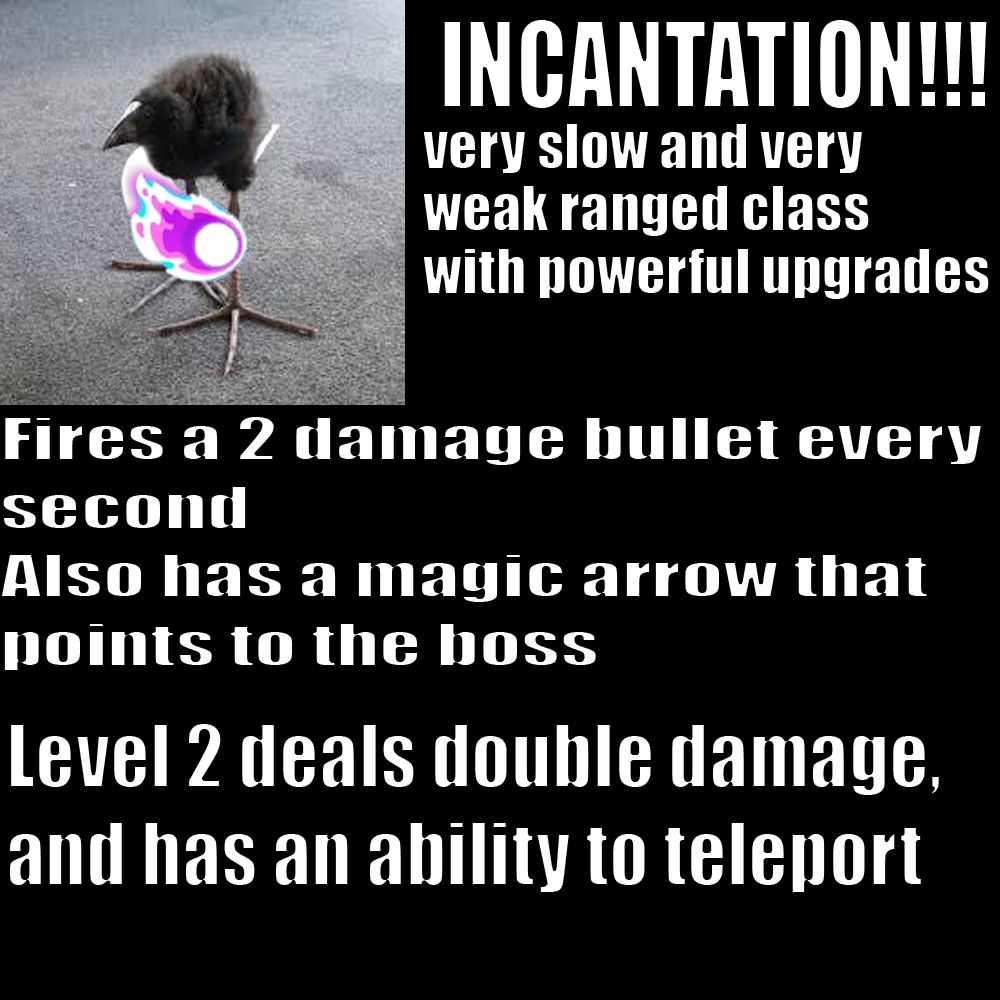 INCANTATION!!!
very slow and very
weak ranged class
with powerful upgrades
Fires a 2 damage bullet every
second
Also has a magic arrow that
points to the boss
Level 2 deals double damage,
and has an ability to teleport